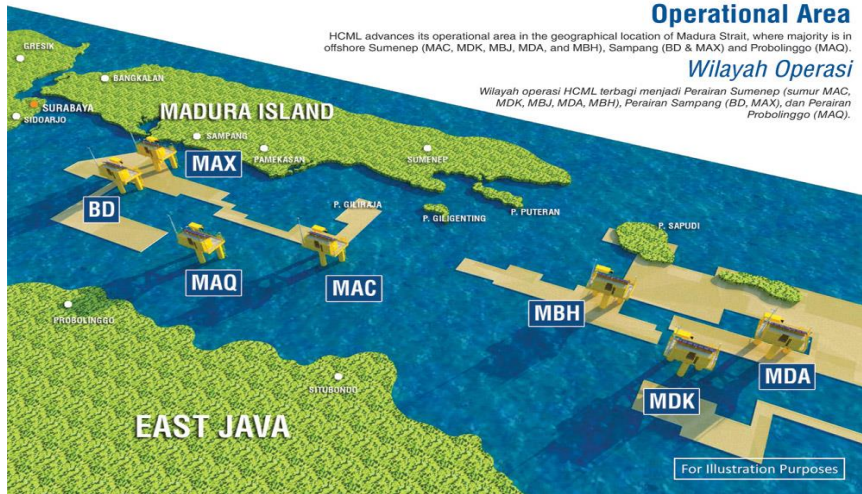 Operational Area
HCML advances its operational area in the geographical location of Madura Strait, where majority is in
offshore Sumenep (MAC, MDK, MBJ, MDA, and MBH), Sampang (BD & MAX) and Probolinggo (MAQ).
Wilayah Operasi
Wilayah operasi HCML terbagi menjadi Perairan Sumenep (sumur MAC,
MDK, MBJ, MDA, MBH), Perairan Sampang (BD, MAX), dan Perairan
Probolinggo (MAQ).
GRESIK
BANGKALAN
SURABAYA
SIDOARJO
MADURA ISLAND
SAMPANG
PAMEKASAN
SUMENEP
MAX
BD
P. GILIRAJA
P. GILIGENTING
P. PUTERAN
P. SAPUDI
MAQ
MAC
MBH
PROBOLINGGO
MDA
SITUBONDO
MDK
EAST JAVA
For Illustration Purposes